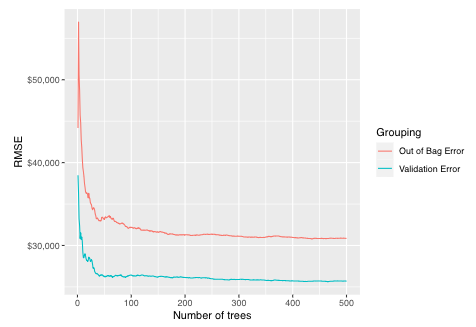 $50,000
$40,000
$30,000
RMSE
0
100
200
300
400
500
Number of trees
Grouping
Out of Bag Error
Validation Error